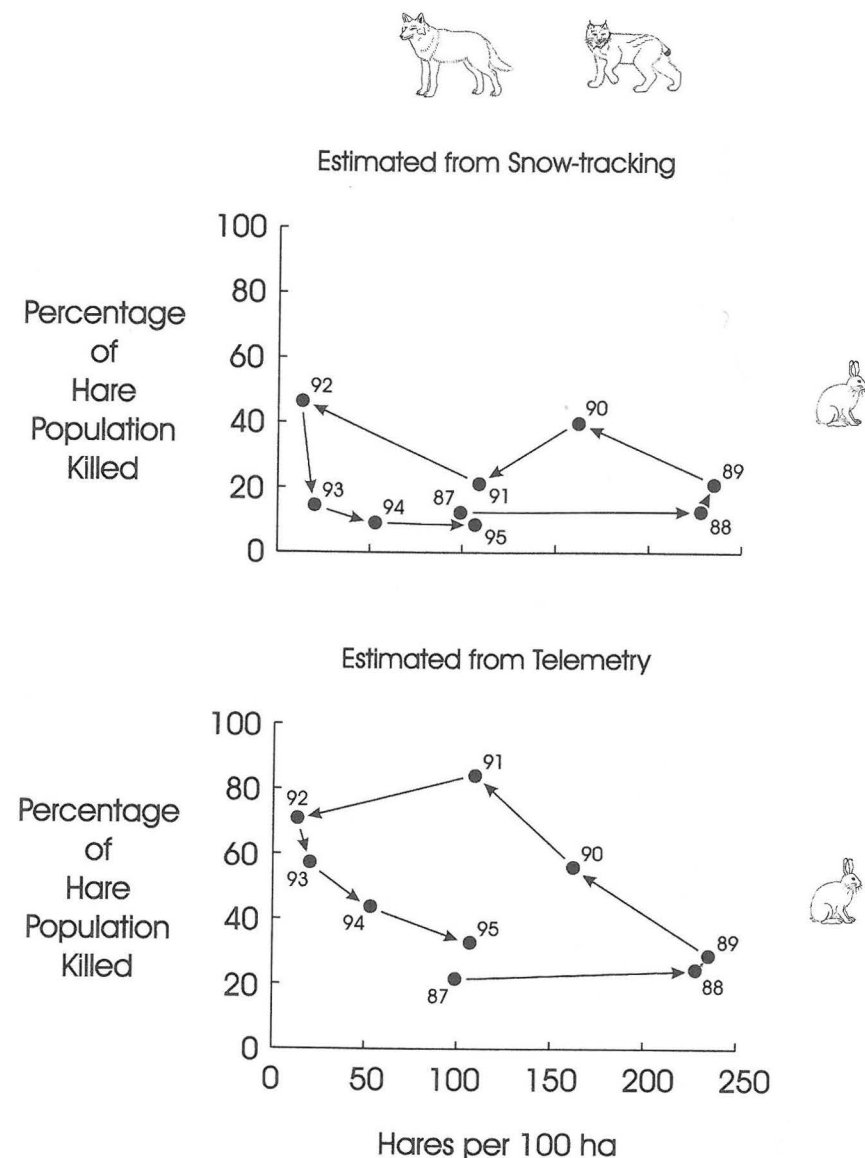 Estimated from Snow-tracking
100
80
60
40
20
0
Percentage
of
Hare
Population
Killed
92
93
94
87
95
91
90
89
88
Estimated from Telemetry
100
80
60
40
20
0
Percentage
of
Hare
Population
Killed
92
93
94
95
87
91
90
89
88
0 50 100 150 200 250
Hares per 100 ha